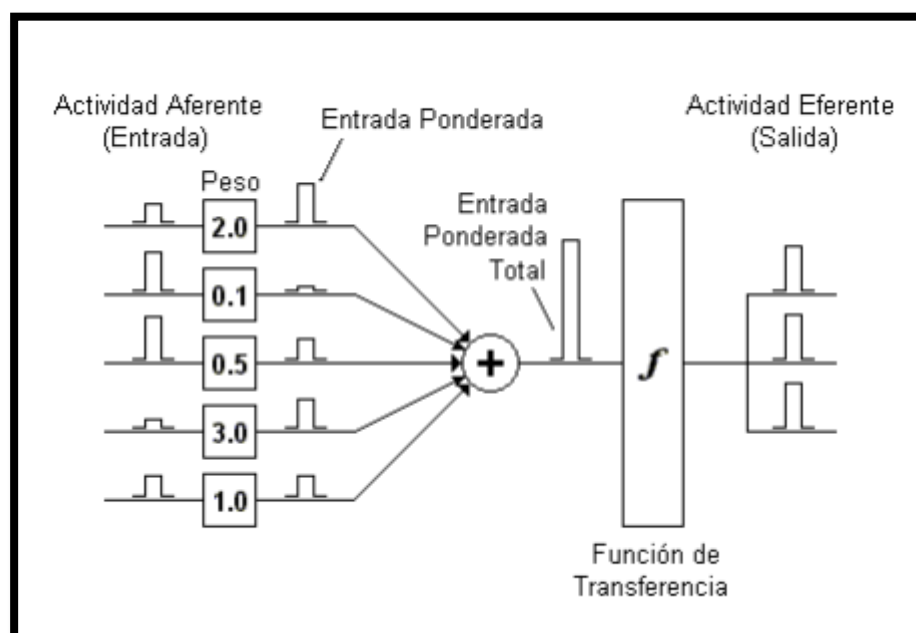 Actividad Aferente
(Entrada)
Entrada Ponderada
Actividad Eferente
(Salida)
Peso
2.0
0.1
0.5
3.0
1.0
Entrada
Ponderada
Total
+
f
Función de
Transferencia